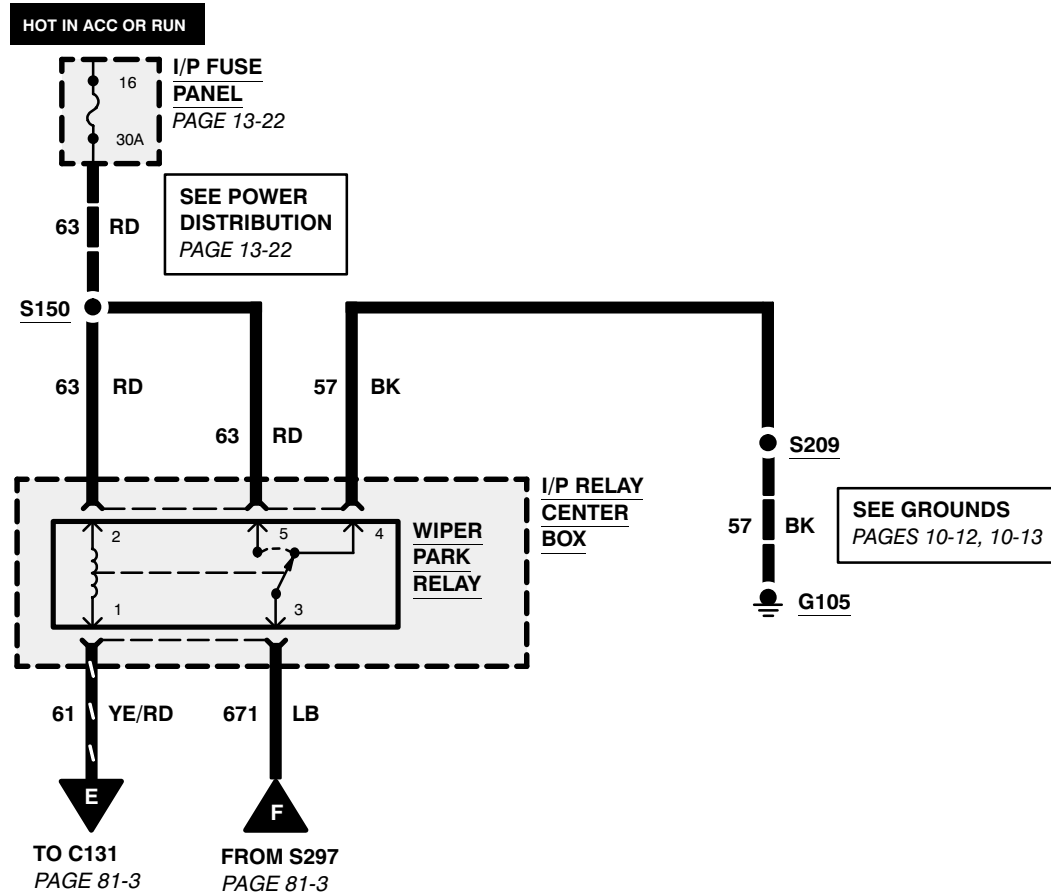 HOT IN ACC OR RUN
16
30A
I/P FUSE
PANEL
PAGE 13-22
SEE POWER
DISTRIBUTION
PAGE 13-22
63 RD
S150
63 RD
57 BK
63 RD
S209
I/P RELAY
CENTER
BOX
57 BK
SEE GROUNDS
PAGES 10-12, 10-13
2
5
4
WIPER
PARK
RELAY
1
3
G105
61 YE/RD
671 LB
E
F
TO C131
PAGE 81-3
FROM S297
PAGE 81-3